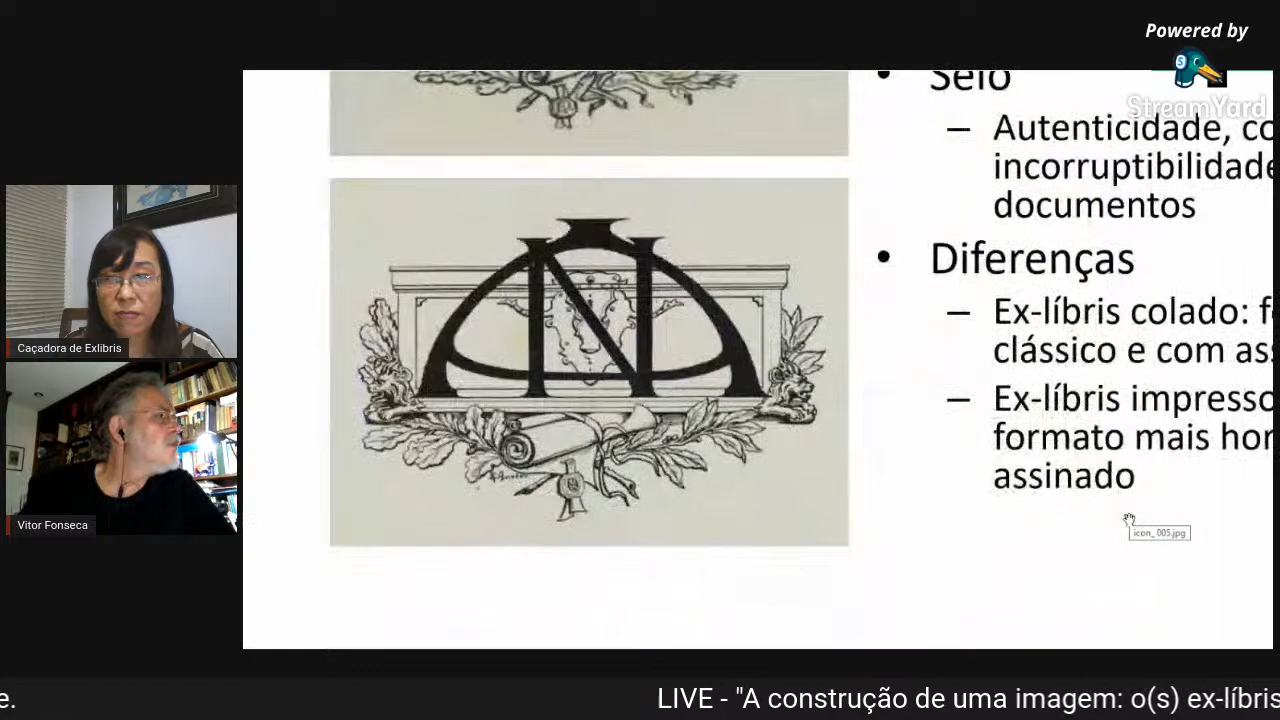 Powered by
StreamYard
Selo
– Autenticidade, co
incorruptibilidade
documentos
• Diferenças
– Ex-líbris colado: f
clássico e com ass
– Ex-líbris impresso
formato mais hor
assinado
icon_005.jpg
Caçadora de Exlibris
Vitor Fonseca
e.
LIVE - "A construção de uma imagem: o(s) ex-líbris